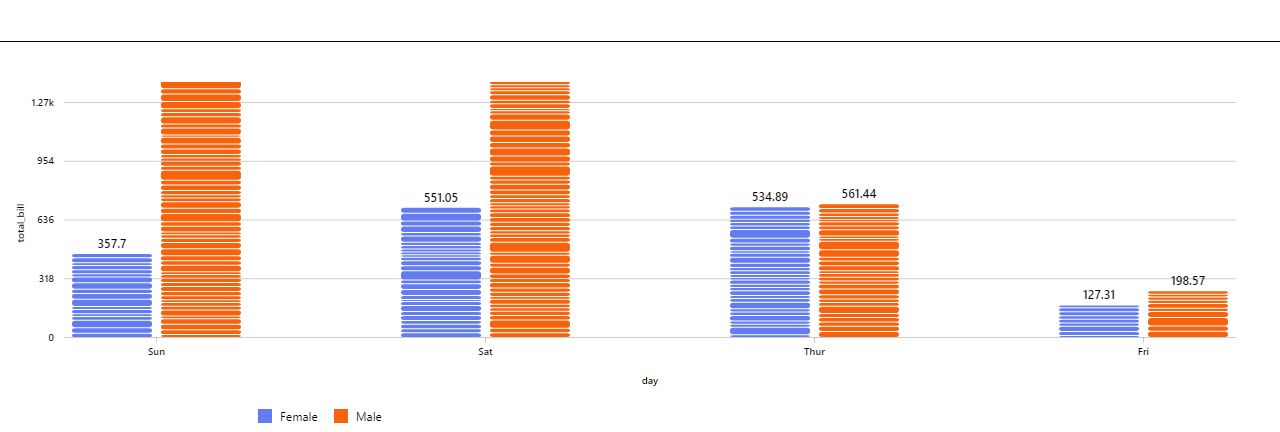 1.27k
954
636
318
0
total_bill
357.7
551.05
534.89
561.44
127.31
198.57
Sun
Sat
Thur
Fri
day
Female
Male